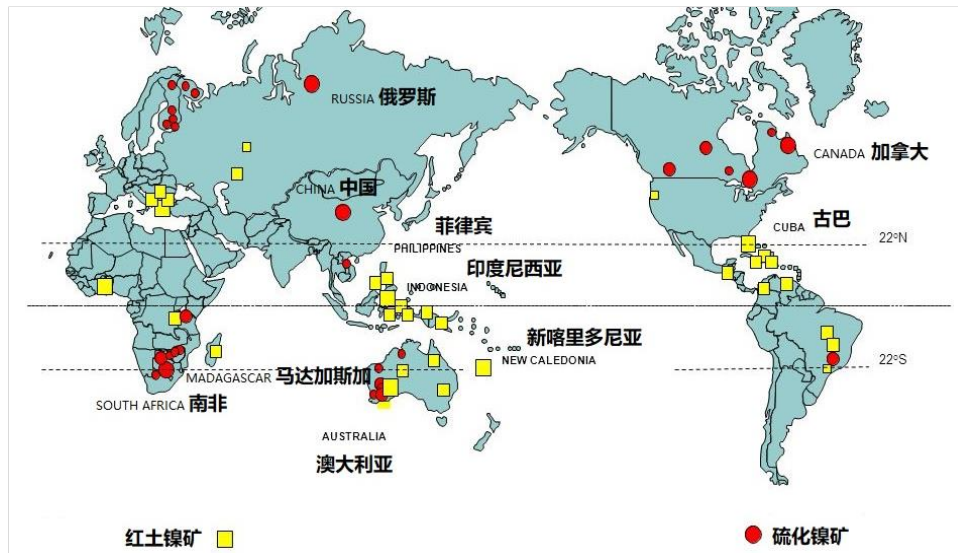 RUSSIA 俄罗斯
CANADA 加拿大
CHINA 中国
CUBA 古巴
菲律宾
PHILIPPINES
22°N
印度尼西亚
INDONESIA
新喀里多尼亚
NEW CALEDONIA
22°S
MADAGASCAR 马达加斯加
SOUTH AFRICA 南非
AUSTRALIA
澳大利亚
红土镍矿
硫化镍矿